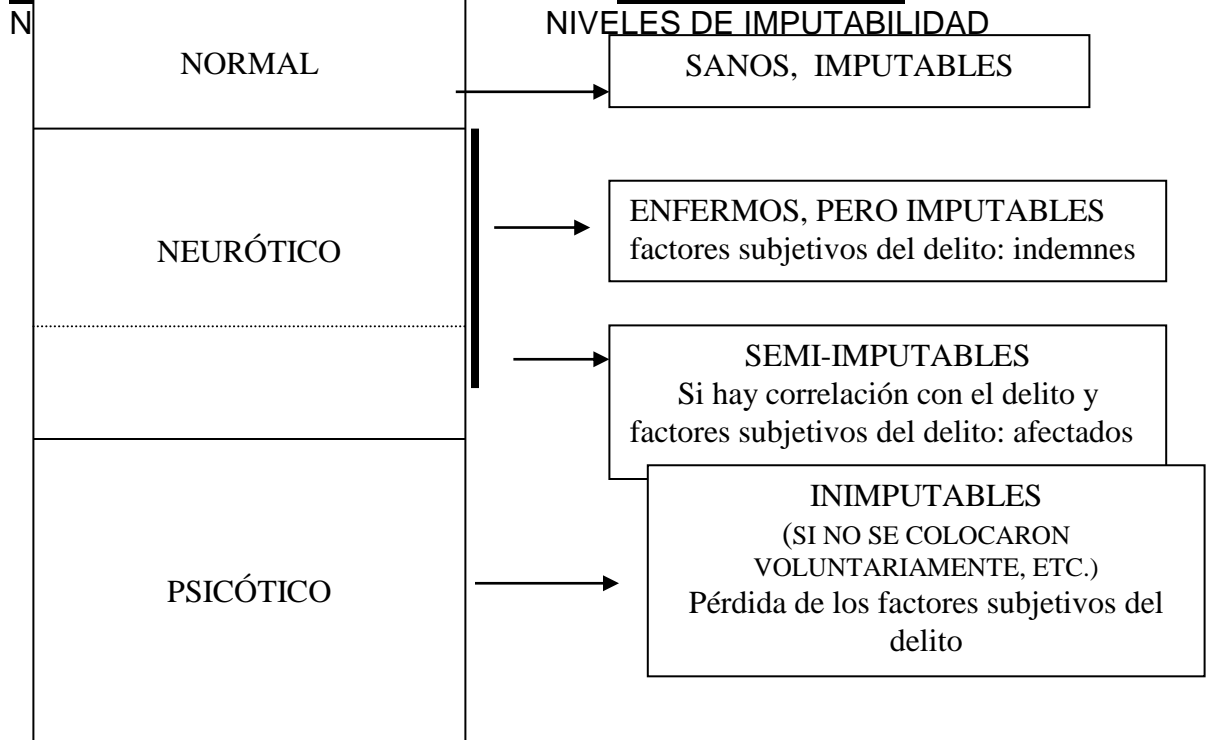 N
NIVELES DE IMPUTABILIDAD
NORMAL
SANOS, IMPUTABLES
NEURÓTICO
ENFERMOS, PERO IMPUTABLES
factores subjetivos del delito: indemnes
SEMI-IMPUTABLES
Si hay correlación con el delito y
factores subjetivos del delito: afectados
PSICÓTICO
INIMPUTABLES
(SI NO SE COLOCARON
VOLUNTARIAMENTE, ETC.)
Pérdida de los factores subjetivos del
delito